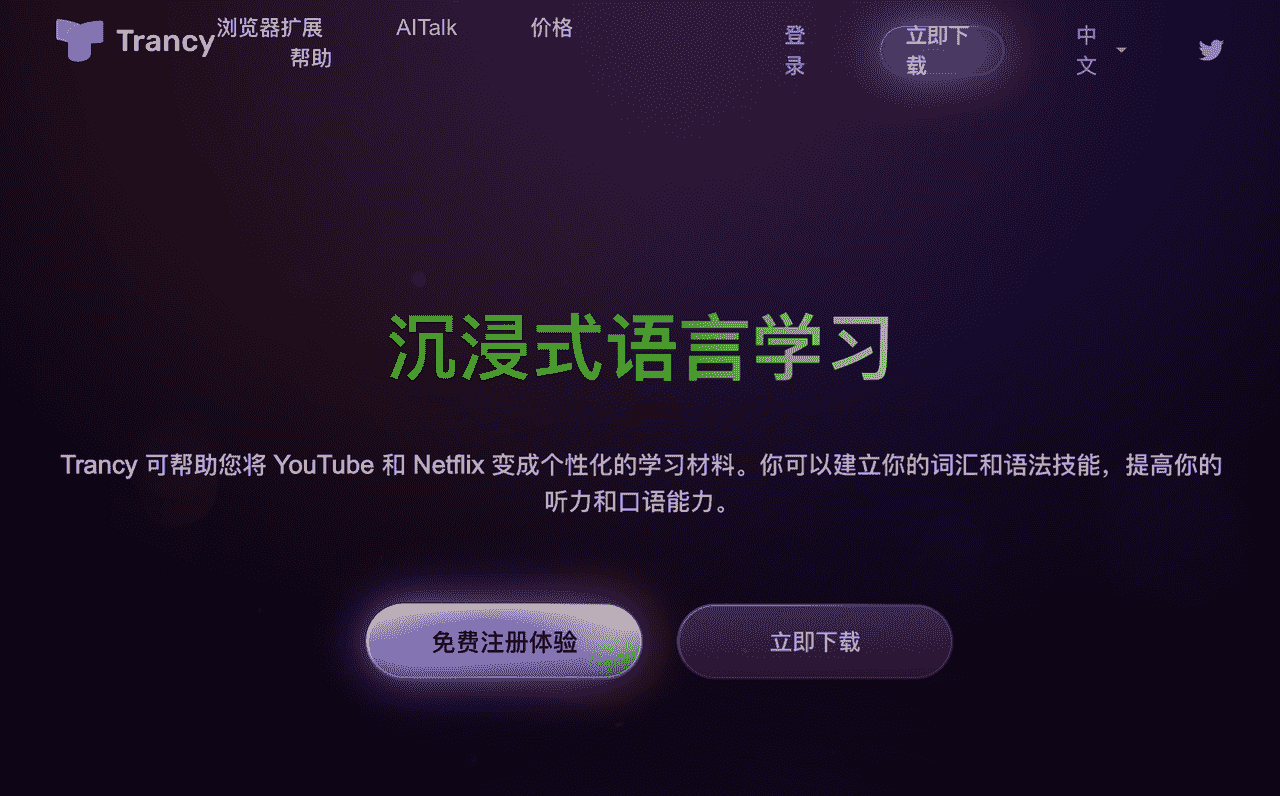 Trancy
浏览器扩展
AITalk
价格
帮助
登
录
立即下
载
中
文
沉浸式语言学习
Trancy 可帮助您将 YouTube 和 Netflix 变成个性化的学习材料。你可以建立你的词汇和语法技能，提高你的
听力和口语能力。
免费注册体验
立即下载